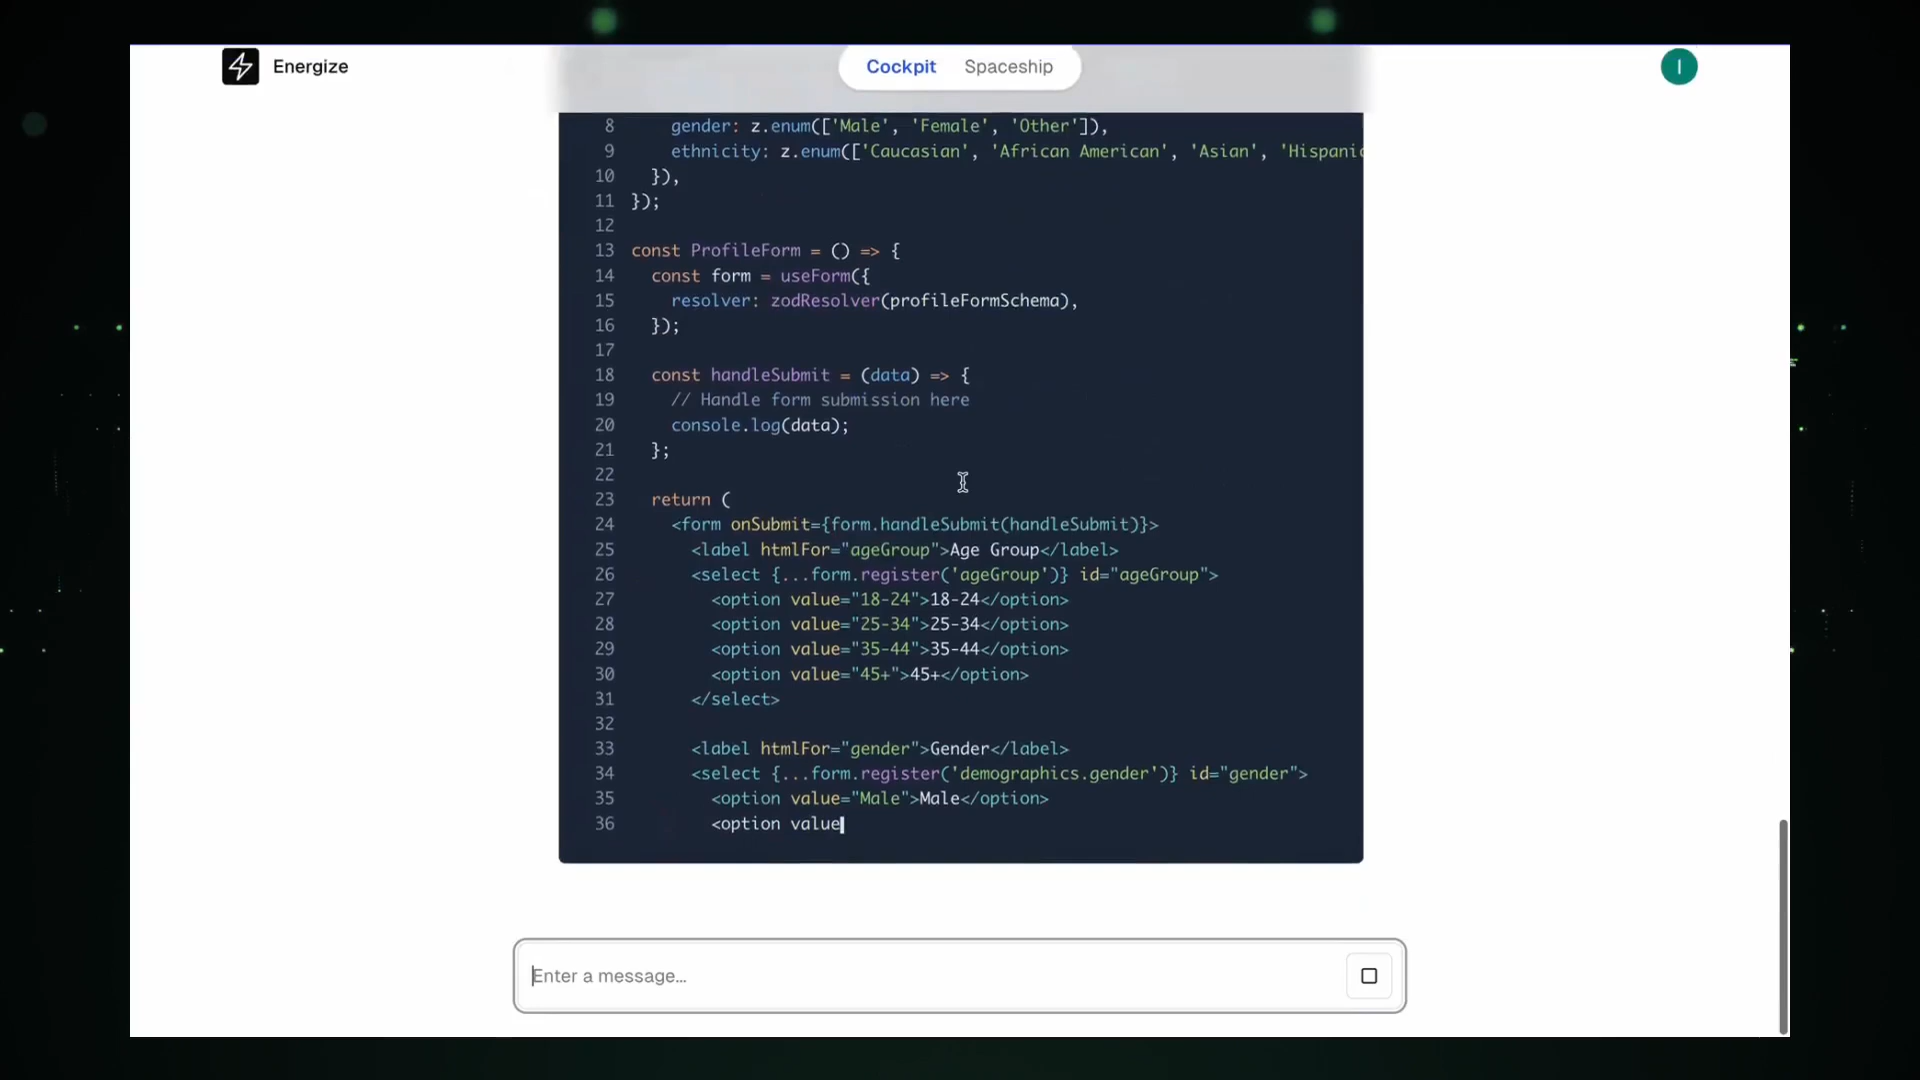 Energize
Cockpit Spaceship
I
8 gender: z.enum(['Male', 'Female', 'Other']),
9 ethnicity: z.enum(['Caucasian', 'African American', 'Asian', 'Hispanic
10 }),
11 });
12
13 const ProfileForm = () => {
14 const form = useForm({
15 resolver: zodResolver(profileFormSchema),
16 });
17
18 const handleSubmit = (data) => {
19 // Handle form submission here
20 console.log(data);
21 };
22
23 return (
24 <form onSubmit={form.handleSubmit(handleSubmit)}>
25 <label htmlFor="ageGroup">Age Group</label>
26 <select {...form.register('ageGroup')} id="ageGroup">
27 <option value="18-24">18-24</option>
28 <option value="25-34">25-34</option>
29 <option value="35-44">35-44</option>
30 <option value="45+">45+</option>
31 </select>
32
33 <label htmlFor="gender">Gender</label>
34 <select {...form.register('demographics.gender')} id="gender">
35 <option value="Male">Male</option>
36 <option value
Enter a message...